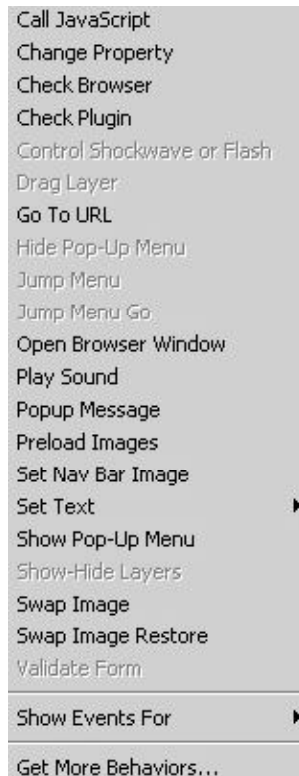 Call JavaScript
Change Property
Check Browser
Check Plugin
Control Shockwave or Flash
Drag Layer
Go To URL
Hide Pop-Up Menu
Jump Menu
Jump Menu Go
Open Browser Window
Play Sound
Popup Message
Preload Images
Set Nav Bar Image
Set Text
Show Pop-Up Menu
Show-Hide Layers
Swap Image
Swap Image Restore
Validate Form
Show Events For
Get More Behaviors...